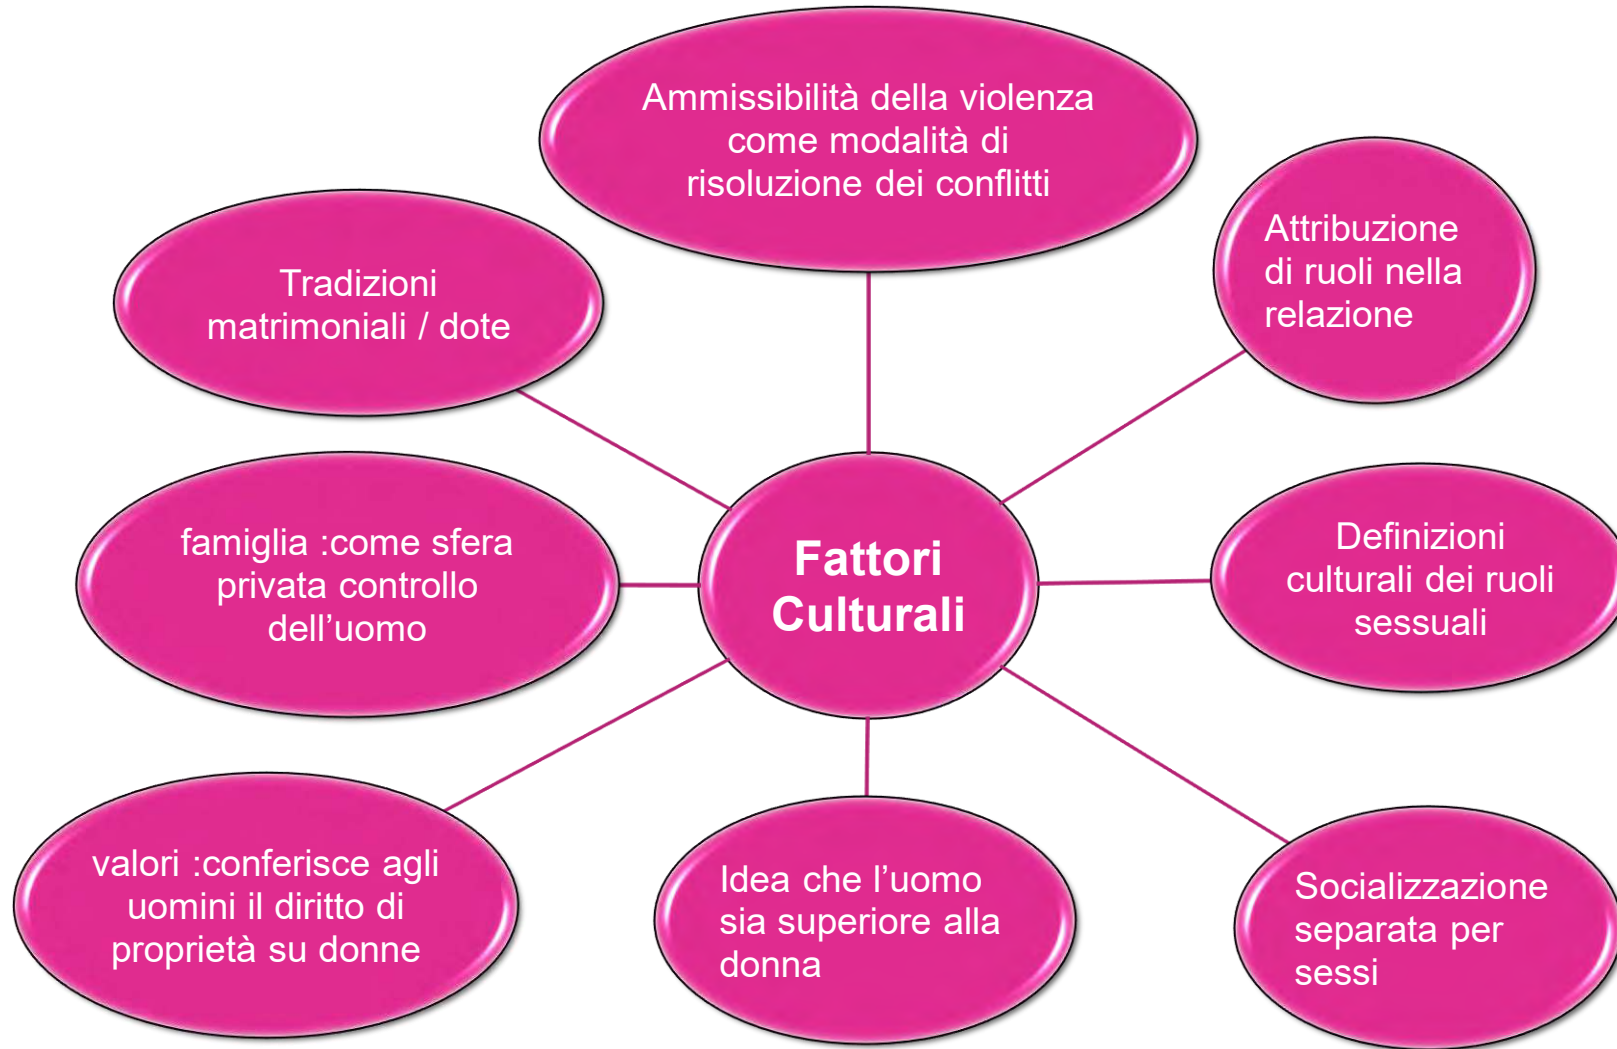 Ammissibilità della violenza
come modalità di
risoluzione dei conflitti
Attribuzione
di ruoli nella
relazione
Tradizioni
matrimoniali / dote
famiglia :come sfera
privata controllo
dell’uomo
Fattori
Culturali
Definizioni
culturali dei ruoli
sessuali
valori :conferisce agli
uomini il diritto di
proprietà su donne
Idea che l’uomo
sia superiore alla
donna
Socializzazione
separata per
sessi